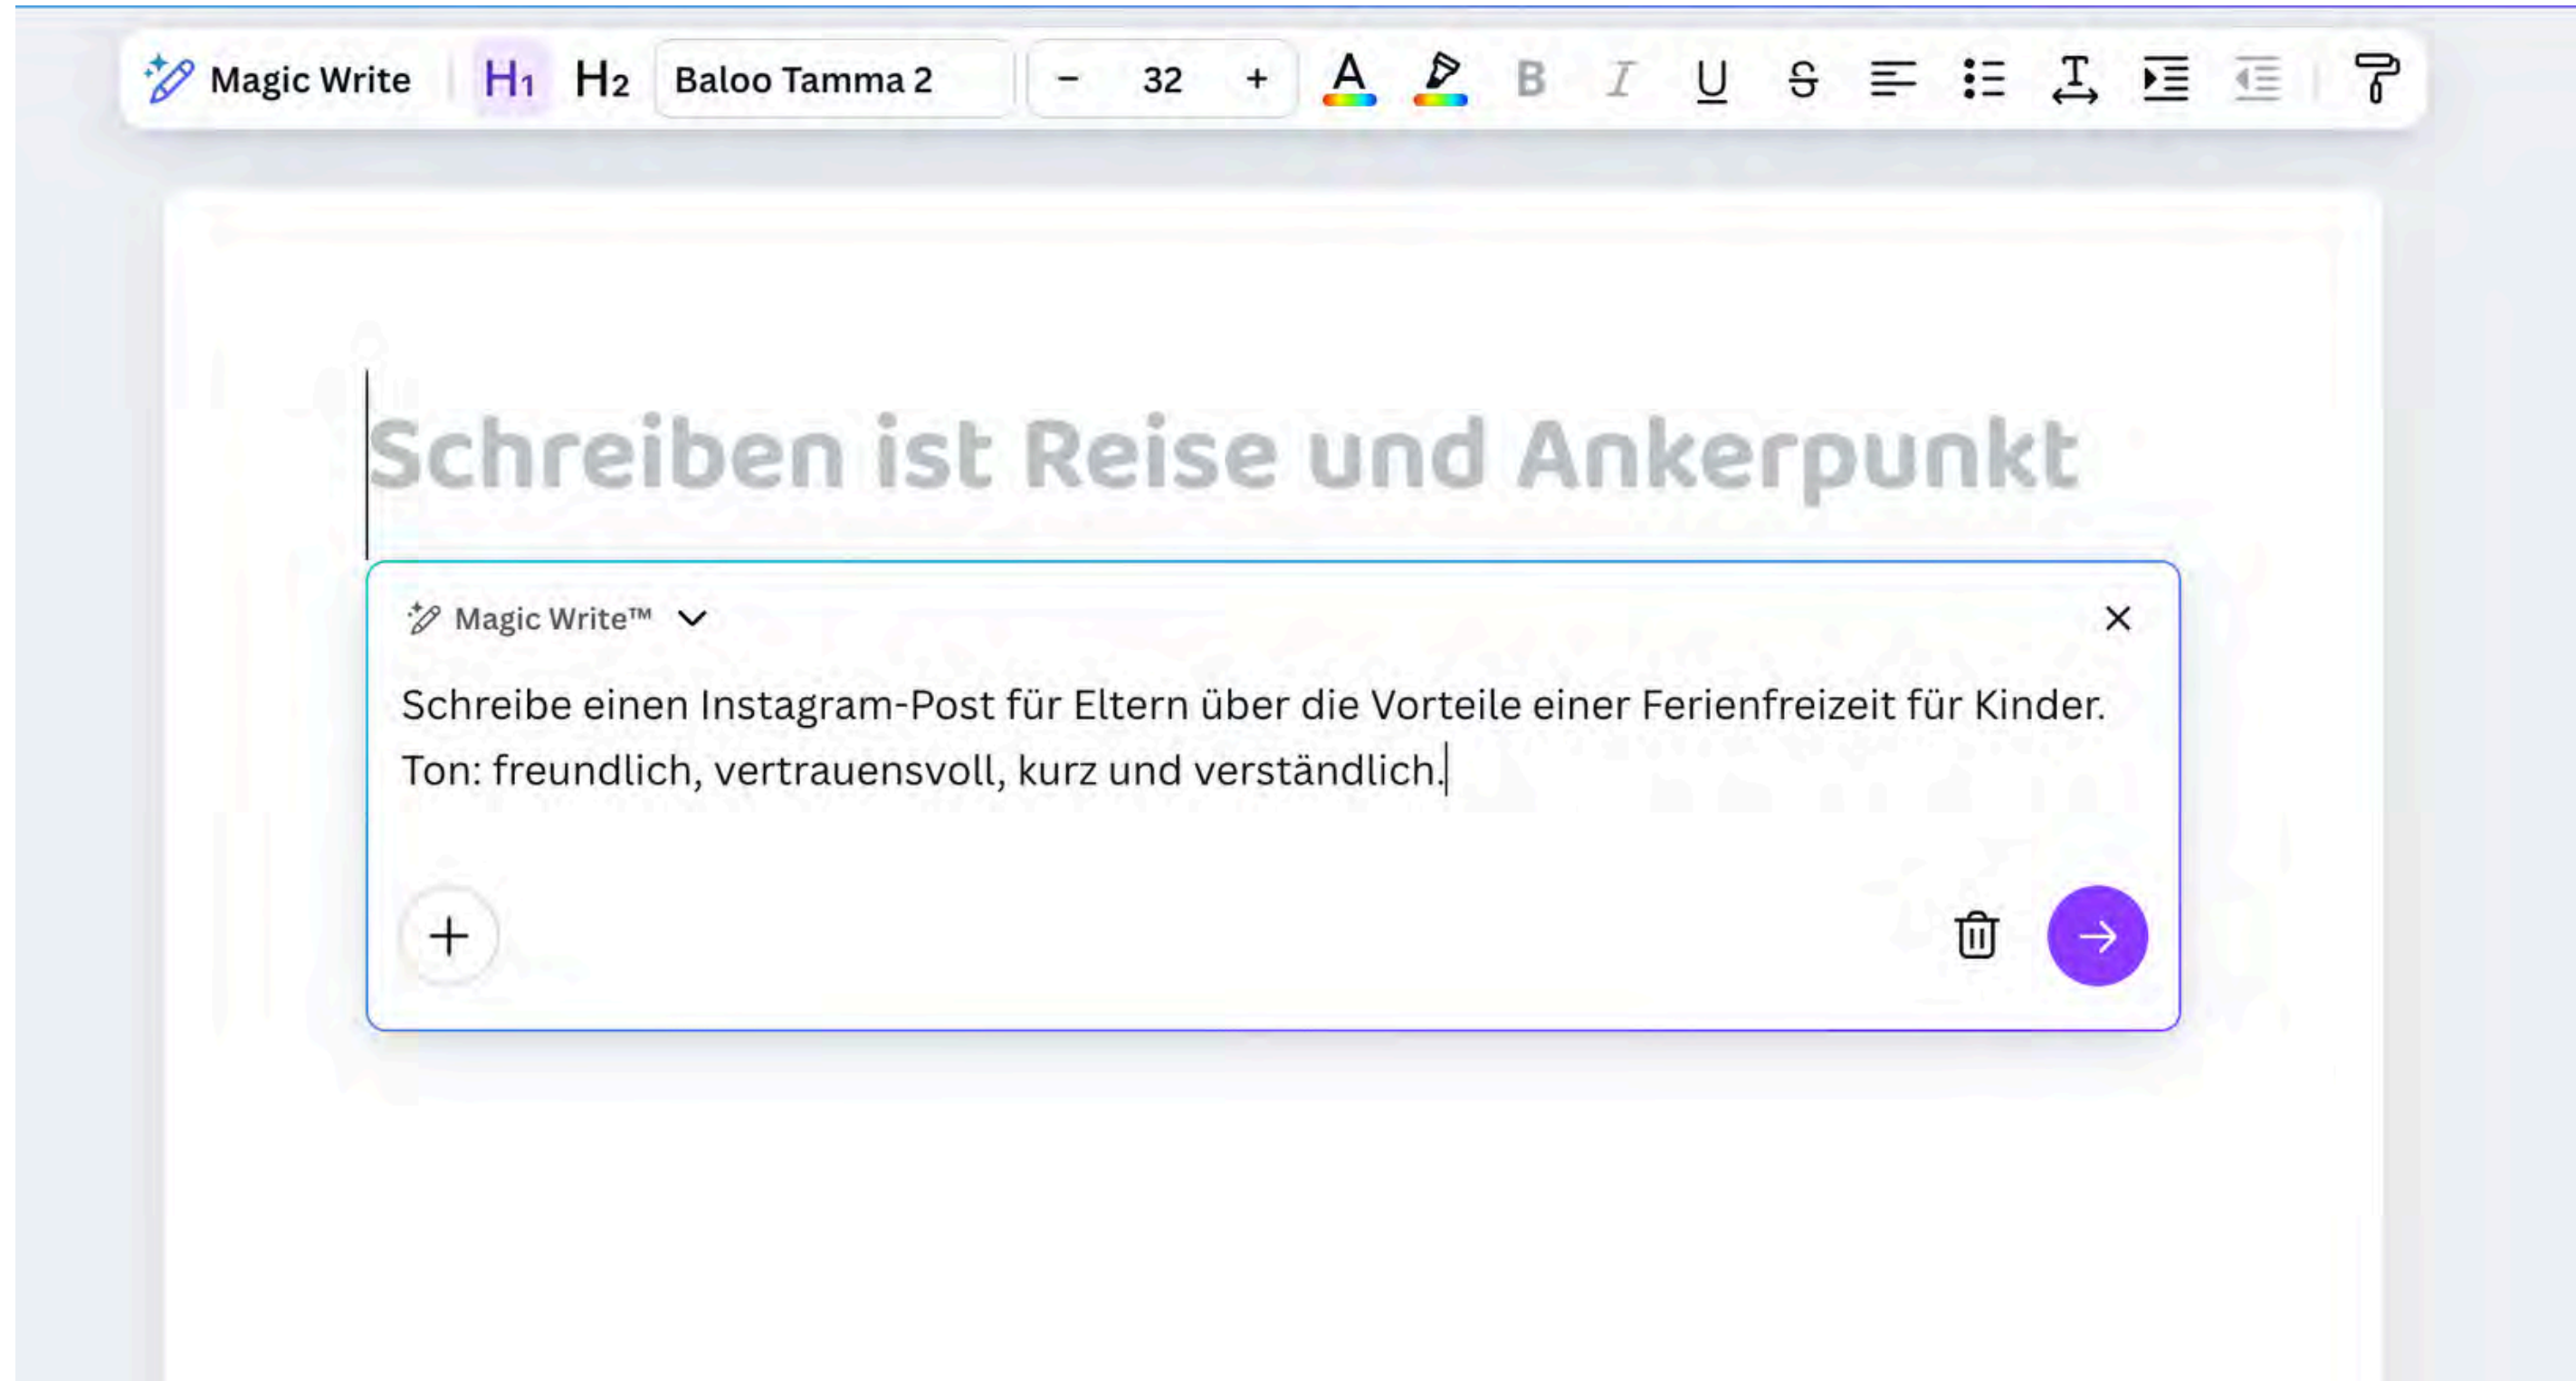 Magic Write H1 H2 Baloo Tamma 2 − 32 + A B I U S T
Schreiben ist Reise und Ankerpunkt
Magic Write™
Schreibe einen Instagram-Post für Eltern über die Vorteile einer Ferienfreizeit für Kinder.
Ton: freundlich, vertrauensvoll, kurz und verständlich.